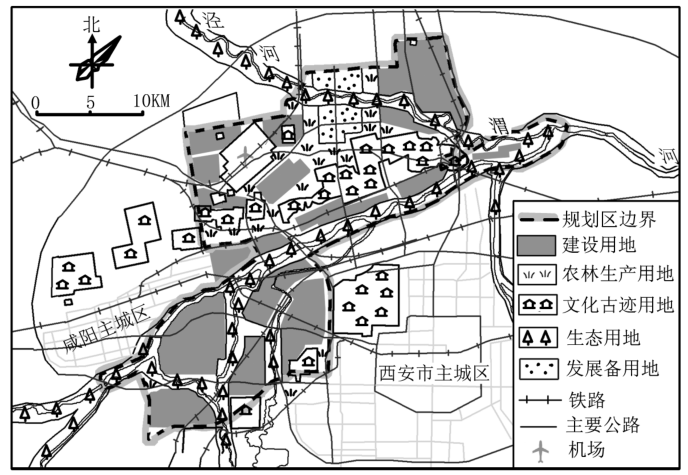 北
泾
河
0 5 10KM
渭
河
咸阳主城区
西安市主城区
规划区边界
建设用地
农林生产用地
文化古迹用地
生态用地
发展备用地
铁路
主要公路
机场